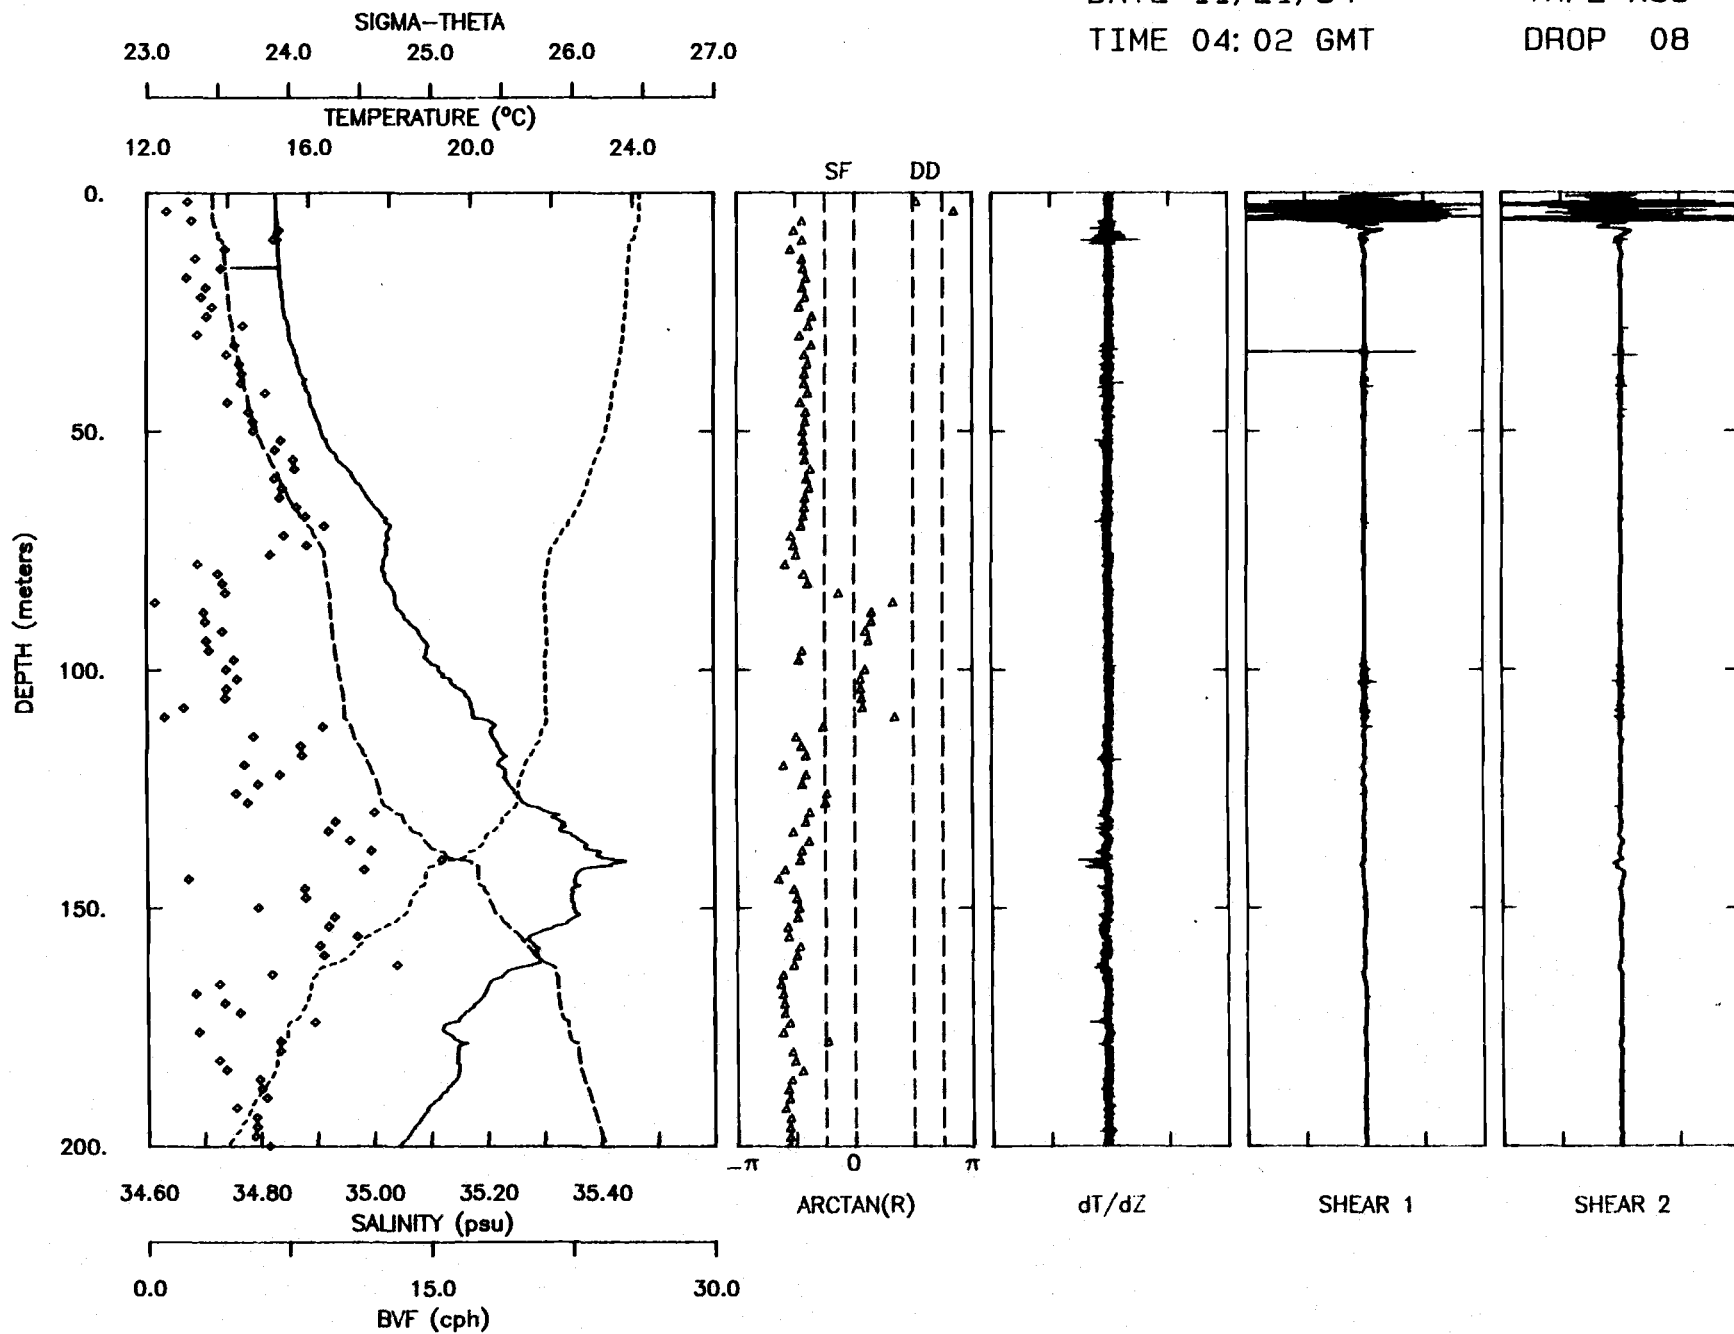 SIGMA-THETA
23.0 24.0 25.0 26.0 27.0
TIME 04:02 GMT DROP 08
TEMPERATURE (°C)
12.0 16.0 20.0 24.0
SF DD
0.
50.
100.
150.
200.
DEPTH (meters)
-π 0 π
34.60 34.80 35.00 35.20 35.40
SALINITY (psu)
ARCTAN(R) dT/dZ SHEAR 1 SHEAR 2
0.0 15.0 30.0
BVF (cph)